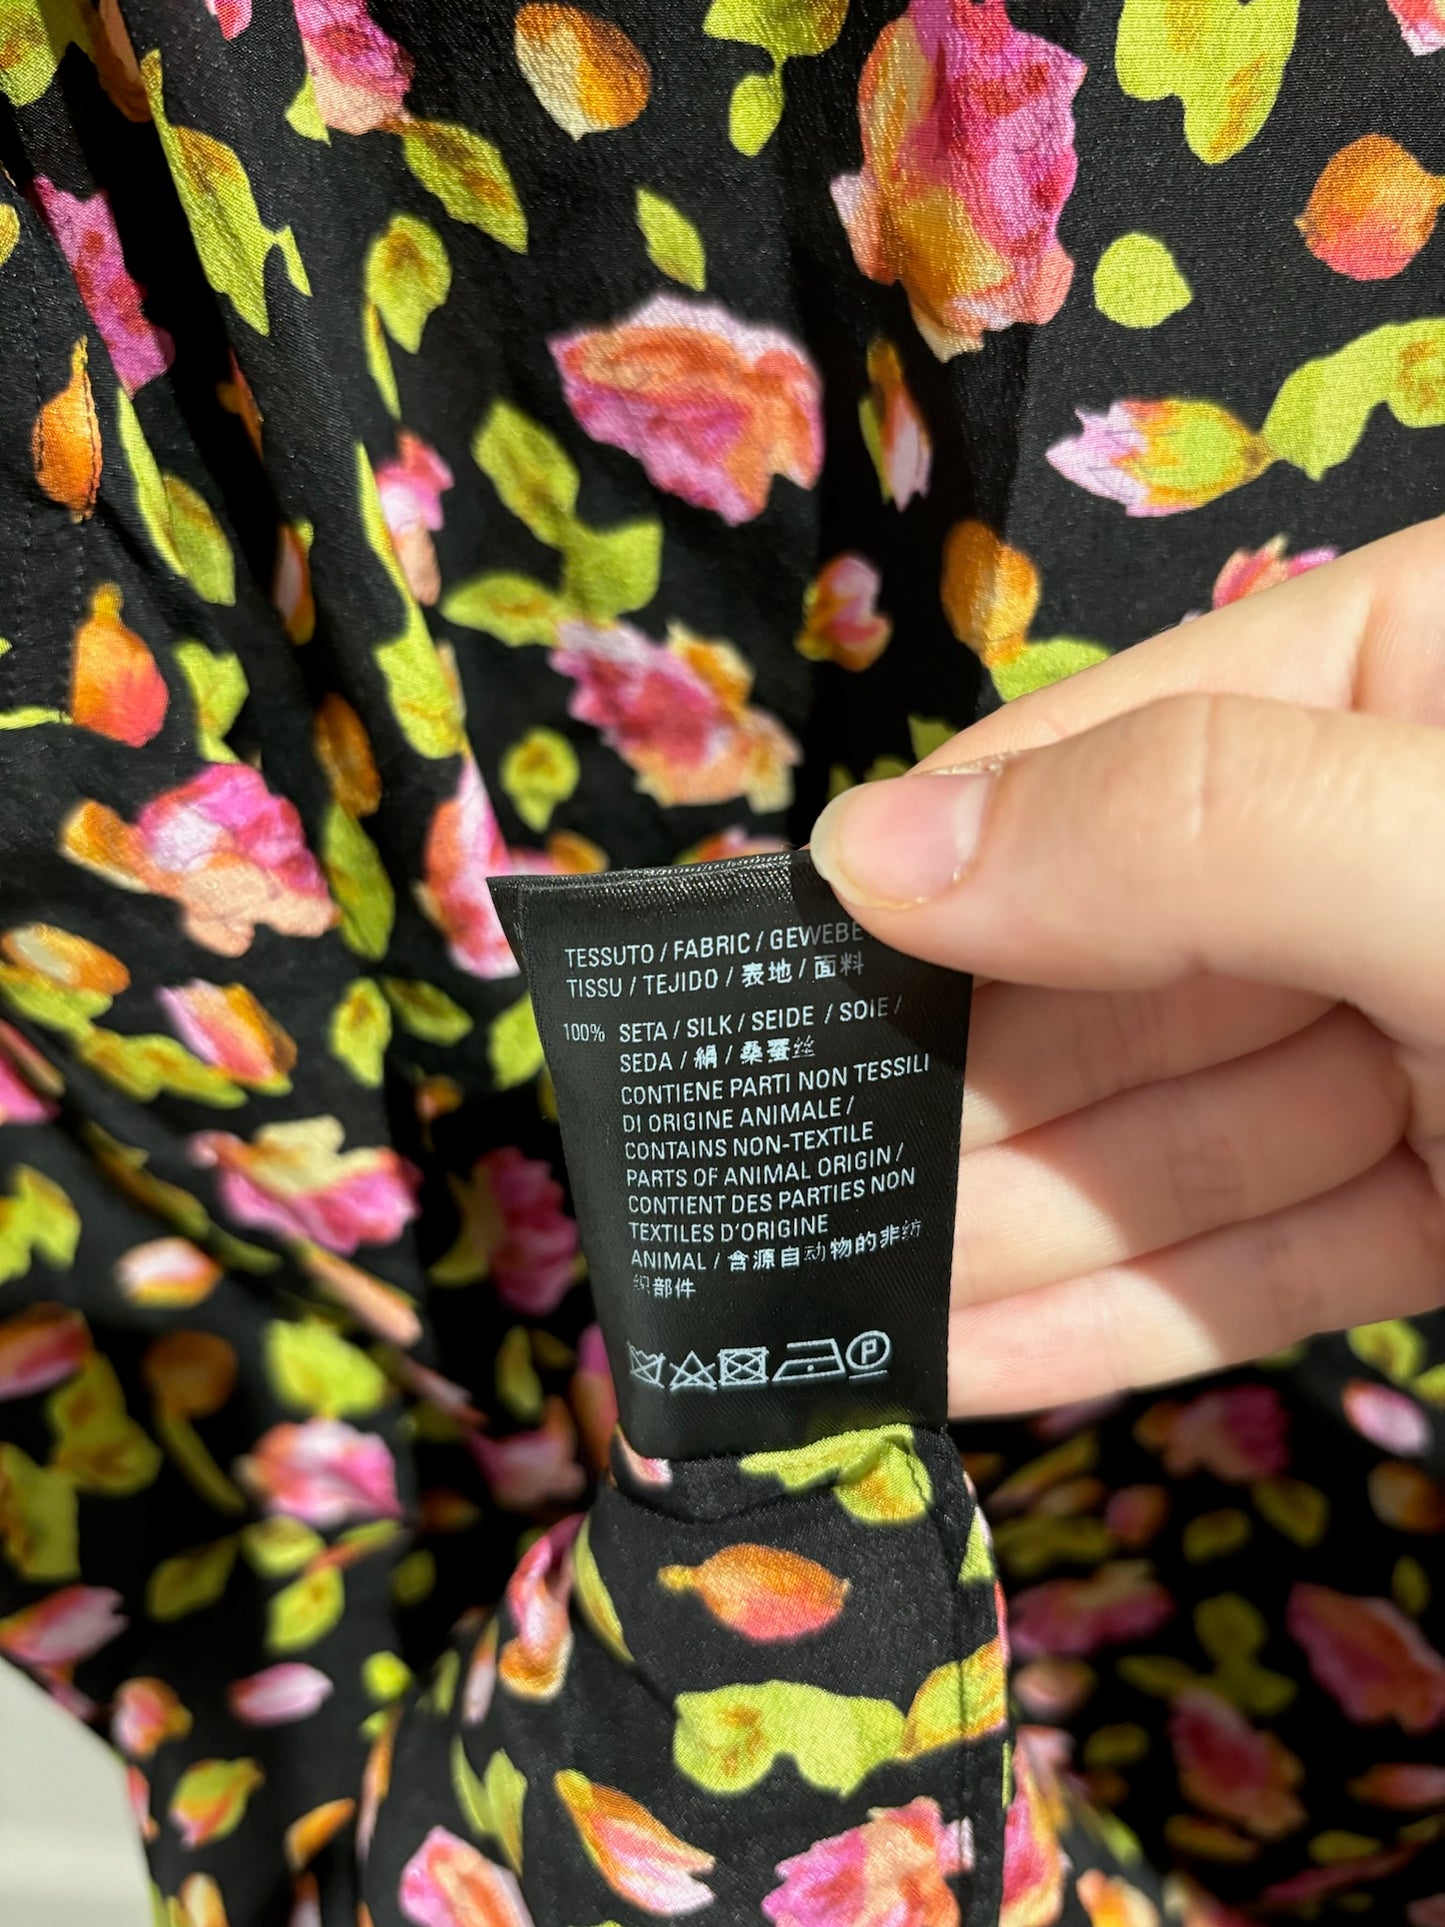 TESSUTO / FABRIC / GEWEBE
TISSU / TEJIDO / 表地 / 面料
100% SETA / SILK / SEIDE / SOIE /
SEDA / 絹 / 桑蚕丝
CONTIENE PARTI NON TESSILI
DI ORIGINE ANIMALE /
CONTAINS NON-TEXTILE
PARTS OF ANIMAL ORIGIN /
CONTIENT DES PARTIES NON
TEXTILES D'ORIGINE
ANIMAL / 含源自动物的非纺
织部件
P